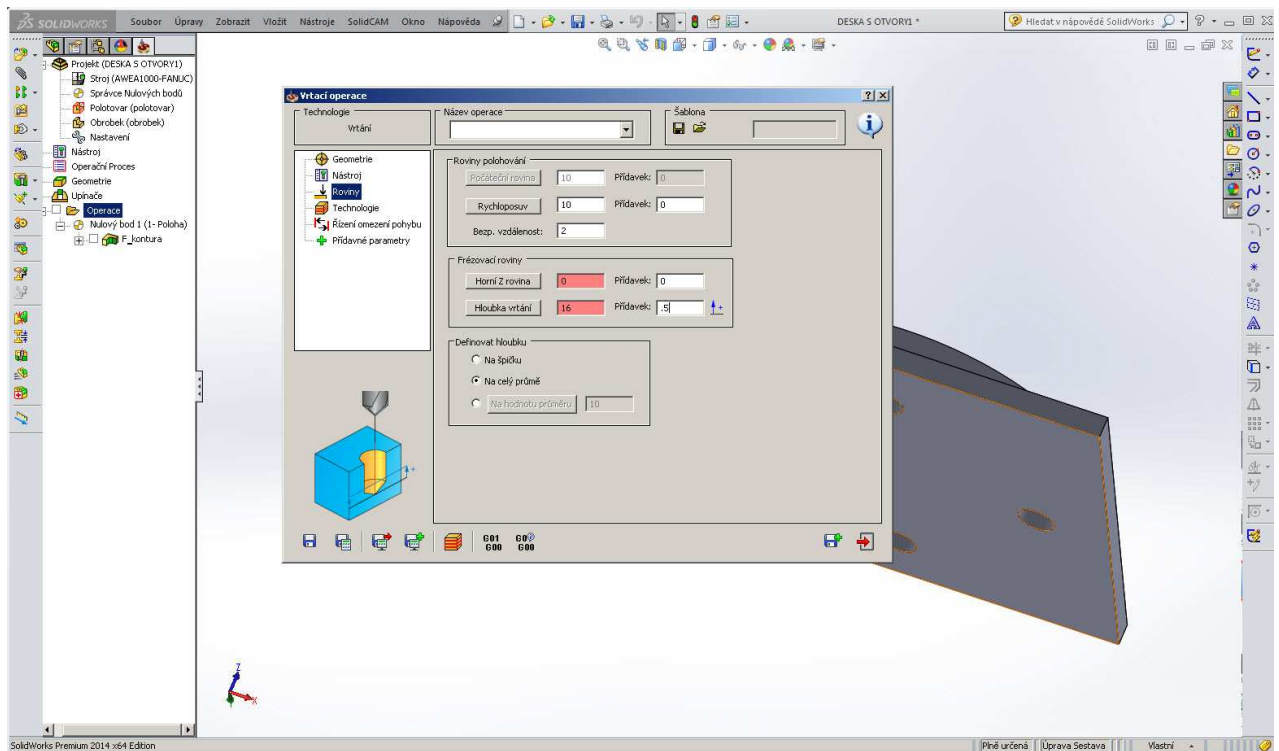 SOLIDWORKS Soubor Úpravy Zobrazit Vložit Nástroje SolidCAM Okno Nápověda DESKA S OTVORY1 * Hledat v nápovědě SolidWorks
Projekt (DESKA S OTVORY1)
Stroj (AWEA1000-FANUC)
Správce Nulových bodů
Polotovar (polotovar)
Obrobek (obrobek)
Nastavení
Nástroj
Operační Proces
Geometrie
Upínače
Operace
Nulový bod 1 (1- Poloha)
F_kontura
Vrtací operace
Technologie
Vrtání
Název operace
Šablona
Geometrie
Nástroj
Roviny
Technologie
Řízení omezení pohybu
Přídavné parametry
Roviny polohování
Počáteční rovina 10 Přídavek: 0
Rychloposuv 10 Přídavek: 0
Bezp. vzdálenost: 2
Frézovací roviny
Horní Z rovina 0 Přídavek: 0
Hloubka vrtání 16 Přídavek: .5
Definovat hloubku
Na špičku
Na celý průmě
Na hodnotu průměru 10
G01
G00
G00
Z
X
SolidWorks Premium 2014 x64 Edition Plně určená Úprava Sestava Vlastní